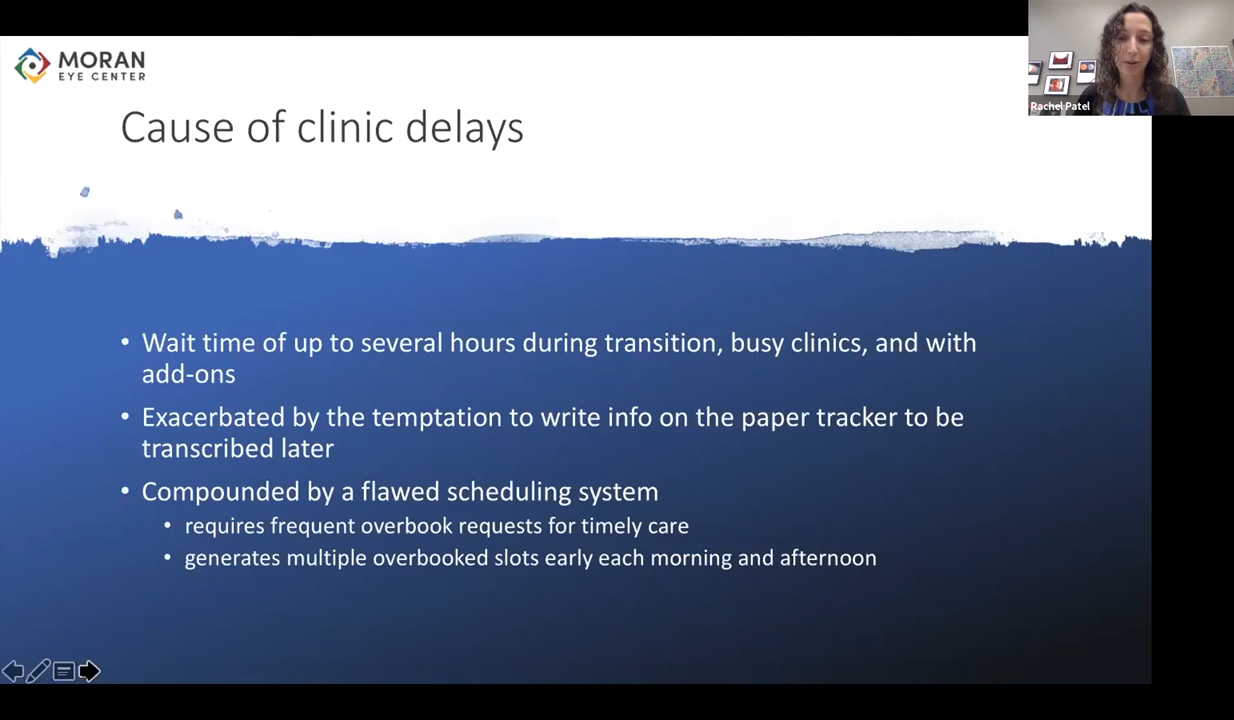 MORAN
EYE CENTER
Rachel Patel
Cause of clinic delays
• Wait time of up to several hours during transition, busy clinics, and with
add-ons
• Exacerbated by the temptation to write info on the paper tracker to be
transcribed later
• Compounded by a flawed scheduling system
• requires frequent overbook requests for timely care
• generates multiple overbooked slots early each morning and afternoon